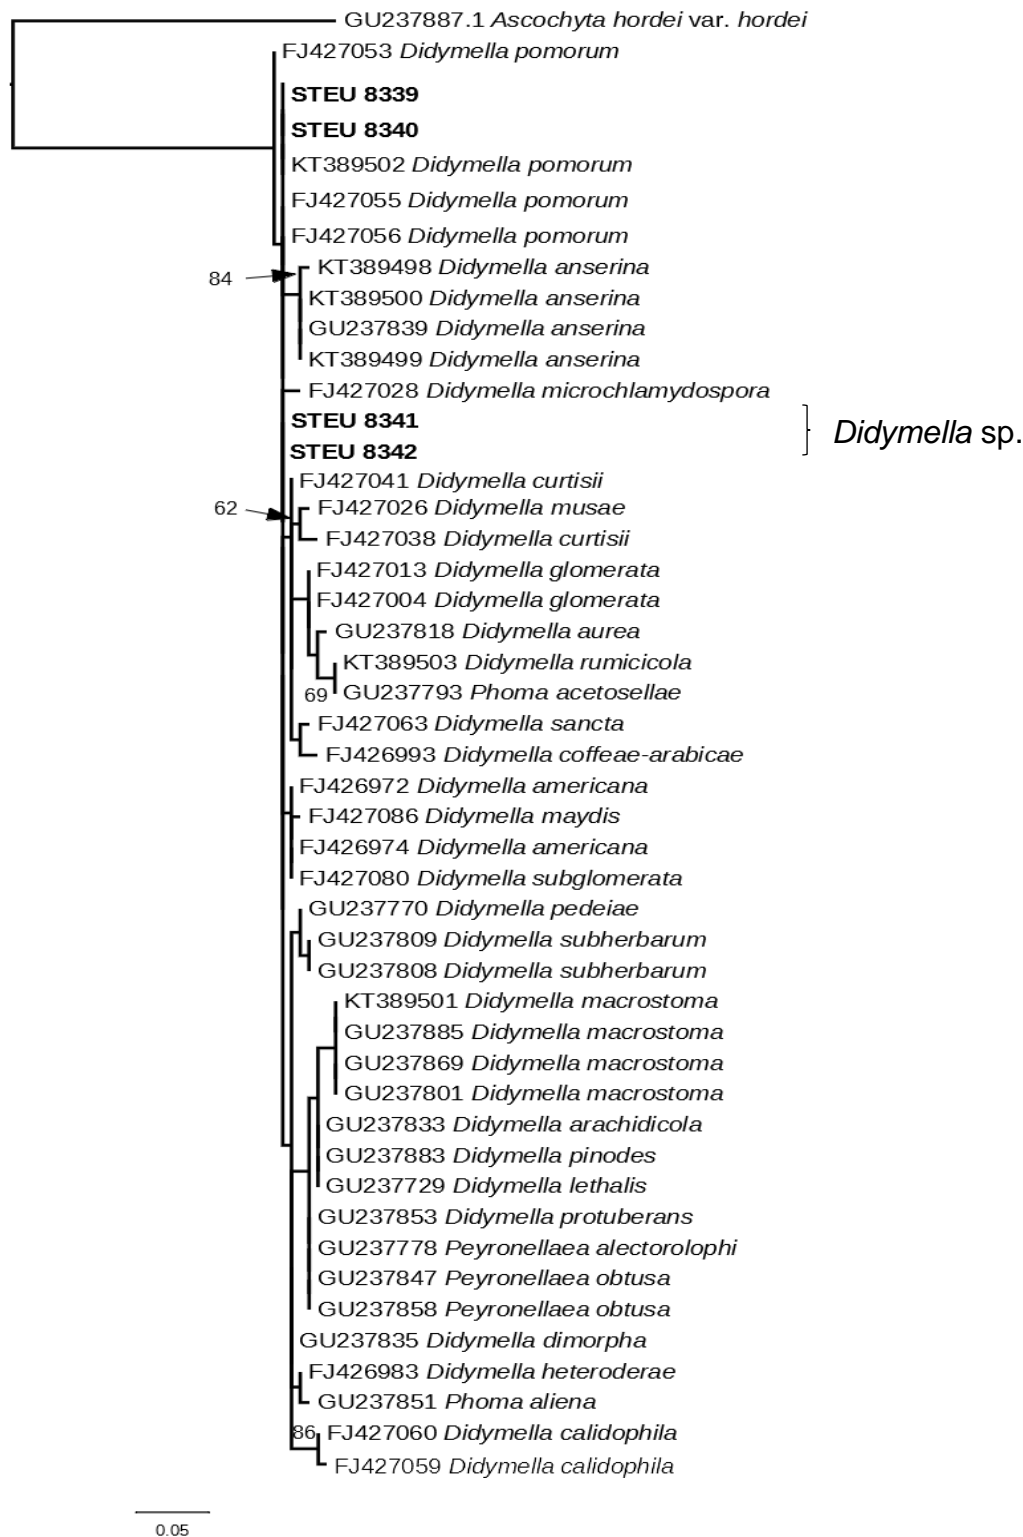 GU237887.1 Ascochyta hordei var. hordei
FJ427053 Didymella pomorum
STEU 8339
STEU 8340
KT389502 Didymella pomorum
FJ427055 Didymella pomorum
FJ427056 Didymella pomorum
KT389498 Didymella anserina
84
KT389500 Didymella anserina
GU237839 Didymella anserina
KT389499 Didymella anserina
FJ427028 Didymella microchlamydospora
STEU 8341
Didymella sp.
STEU 8342
FJ427041 Didymella curtisii
62
FJ427026 Didymella musae
FJ427038 Didymella curtisii
FJ427013 Didymella glomerata
FJ427004 Didymella glomerata
GU237818 Didymella aurea
KT389503 Didymella rumicicola
69
GU237793 Phoma acetosellae
FJ427063 Didymella sancta
FJ426993 Didymella coffeae-arabicae
FJ426972 Didymella americana
FJ427086 Didymella maydis
FJ426974 Didymella americana
FJ427080 Didymella subglomerata
GU237770 Didymella pedeiae
GU237809 Didymella subherbarum
GU237808 Didymella subherbarum
KT389501 Didymella macrostoma
GU237885 Didymella macrostoma
GU237869 Didymella macrostoma
GU237801 Didymella macrostoma
GU237833 Didymella arachidicola
GU237883 Didymella pinodes
GU237729 Didymella lethalis
GU237853 Didymella protuberans
GU237778 Peyronellaea alectorolophi
GU237847 Peyronellaea obtusa
GU237858 Peyronellaea obtusa
GU237835 Didymella dimorpha
FJ426983 Didymella heteroderae
GU237851 Phoma aliena
86
FJ427060 Didymella calidophila
FJ427059 Didymella calidophila
0.05